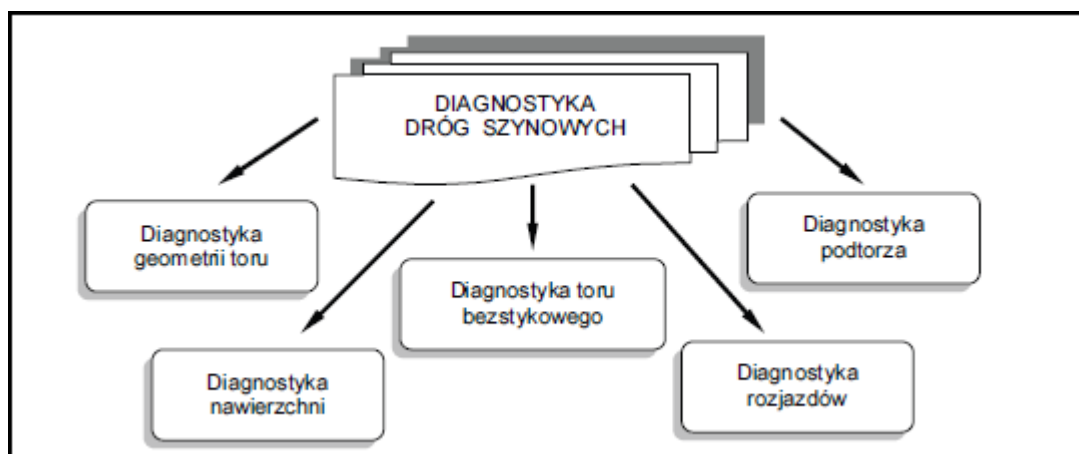 DIAGNOSTYKA
DRÓG SZYNOWYCH
Diagnostyka
geometrii toru
Diagnostyka
nawierzchni
Diagnostyka toru
bezstykowego
Diagnostyka
rozjazdów
Diagnostyka
podtorza